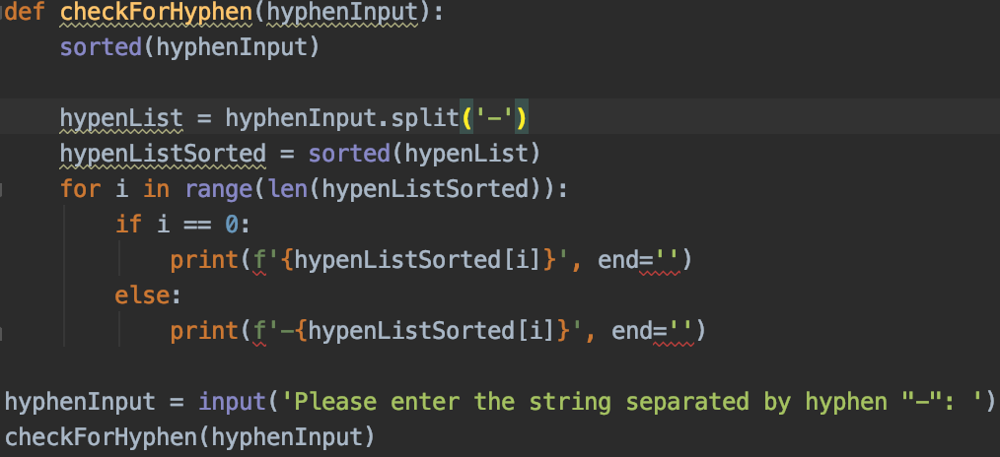 def checkForHyphen(hyphenInput):
    sorted(hyphenInput)

    hypenList = hyphenInput.split('-')
    hypenListSorted = sorted(hypenList)
    for i in range(len(hypenListSorted)):
        if i == 0:
            print(f'{hypenListSorted[i]}', end='')
        else:
            print(f'-{hypenListSorted[i]}', end='')

hyphenInput = input('Please enter the string separated by hyphen "-": ')
checkForHyphen(hyphenInput)